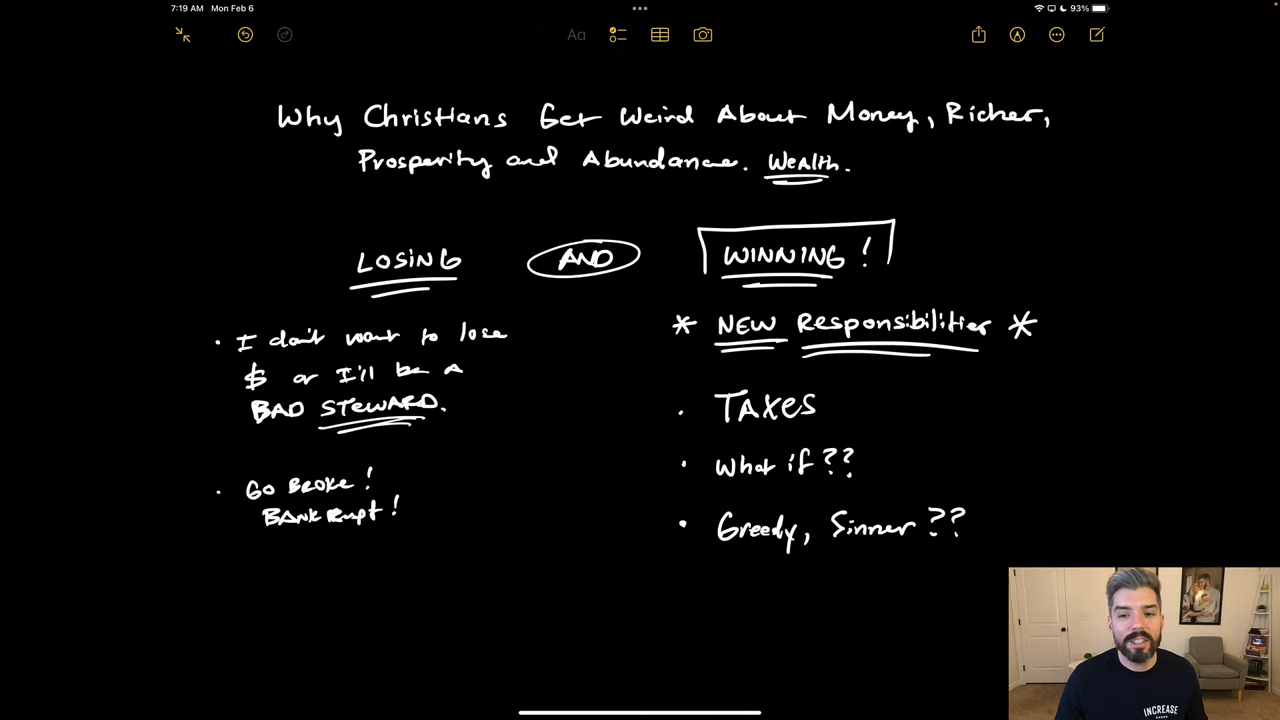 7:19 AM Mon Feb 6
93%
Aa
Why Christians Get Weird About Money, Riches,
Prosperity and Abundance. Wealth.
LOSING AND WINNING!
* NEW Responsibilities *
• I don't want to lose
$ or I'll be a
BAD STEWARD.
• Go Broke!
BANKRupt!
• TAXES
• What if??
• Greedy, Sinner??
INCREASE